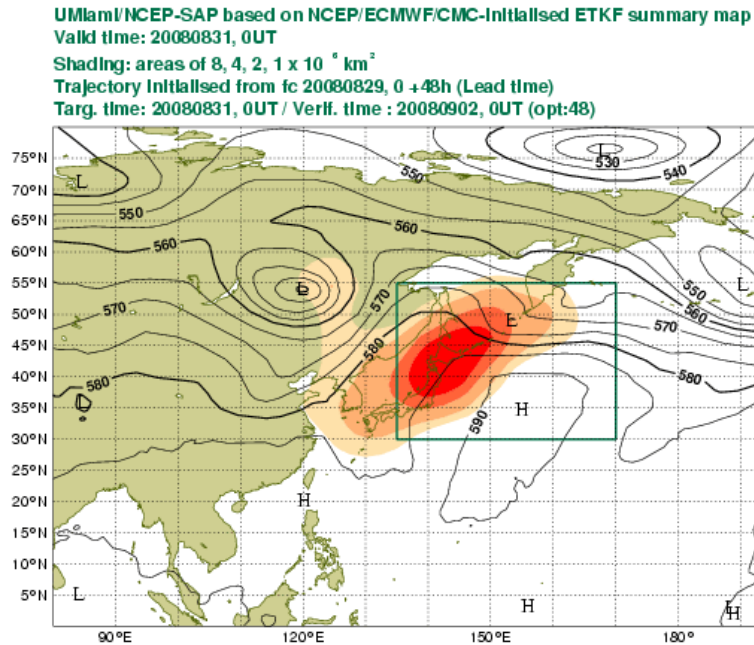 UMiami/NCEP-SAP based on NCEP/ECMWF/CMC-initialised ETKF summary map
Valid time: 20080831, 0UT
Shading: areas of 8, 4, 2, 1 x 10 ⁶ km²
Trajectory initialised from fc 20080829, 0 +48h (Lead time)
Targ. time: 20080831, 0UT / Verif. time : 20080902, 0UT (opt:48)
75°N
L
530
550
540
70°N
L
65°N
550
560
60°N
560
55°N
L
L
550
570
50°N
570
L
560
570
45°N
580
40°N
580
580
35°N
L
H
590
30°N
25°N
20°N
H
15°N
10°N
5°N
L
H
L
H
90°E
120°E
150°E
180°